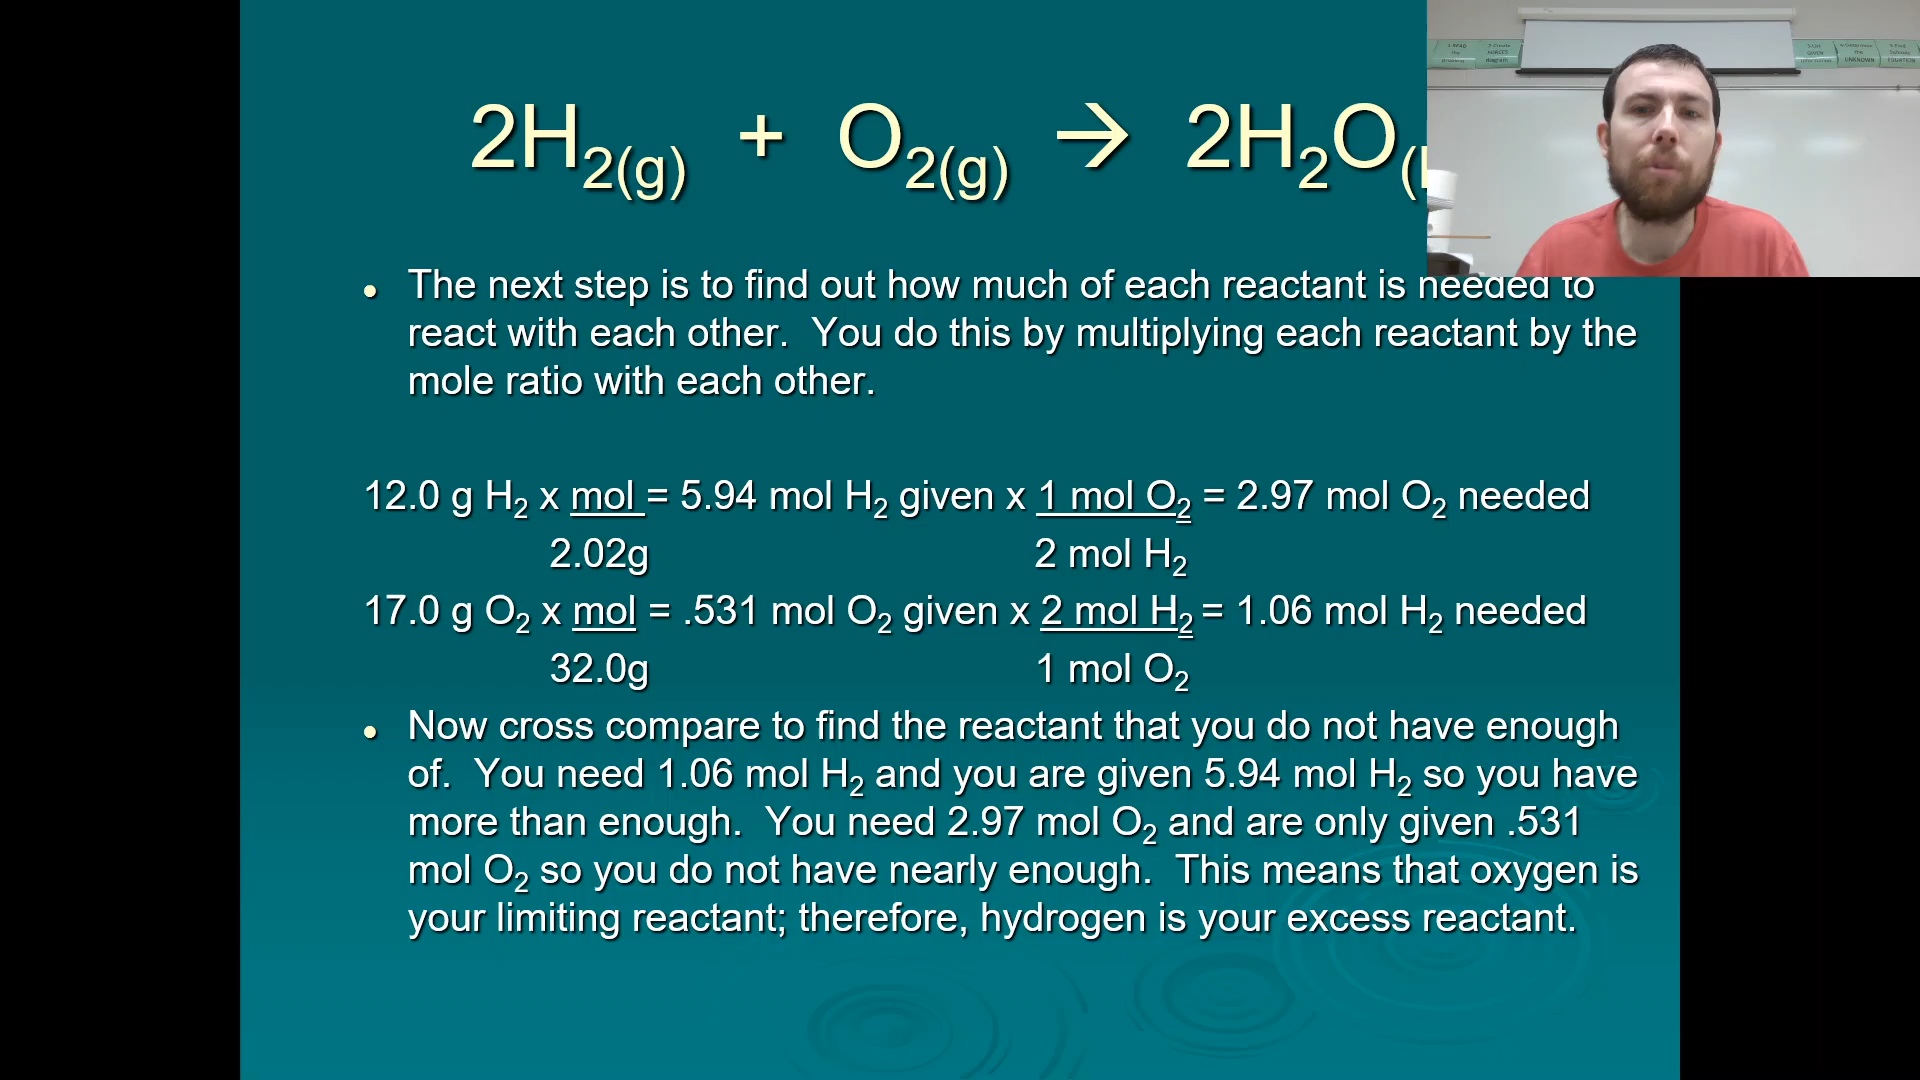 2H₂(g) + O₂(g) → 2H₂O(
• The next step is to find out how much of each reactant is needed to
react with each other. You do this by multiplying each reactant by the
mole ratio with each other.
12.0 g H₂ x mol = 5.94 mol H₂ given x 1 mol O₂ = 2.97 mol O₂ needed
2.02g 2 mol H₂
17.0 g O₂ x mol = .531 mol O₂ given x 2 mol H₂ = 1.06 mol H₂ needed
32.0g 1 mol O₂
• Now cross compare to find the reactant that you do not have enough
of. You need 1.06 mol H₂ and you are given 5.94 mol H₂ so you have
more than enough. You need 2.97 mol O₂ and are only given .531
mol O₂ so you do not have nearly enough. This means that oxygen is
your limiting reactant; therefore, hydrogen is your excess reactant.
GIVEN
UNKNOWN
EQUATION
diagram